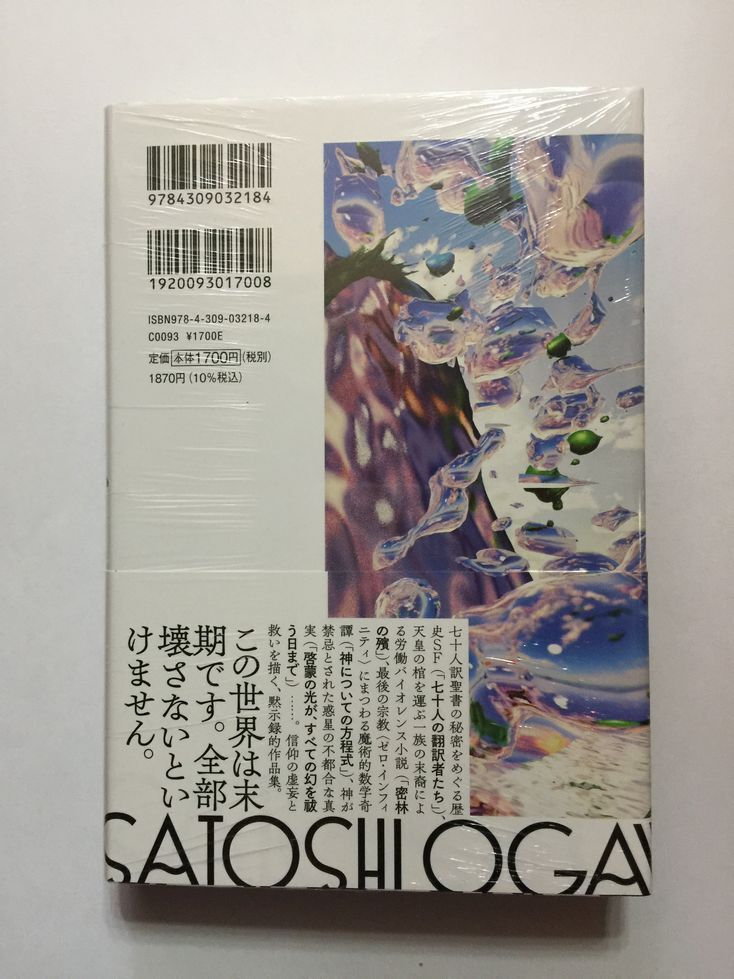 9784309032184
1920093017008
ISBN978-4-309-03218-4
C0093 ¥1700E
定価 本体1700円 (税別)
1870円 (10%税込)
七十人訳聖書の秘密をめぐる歴
史SF (「七十人の翻訳者たち」)、
天皇の棺を運ぶ一族の末裔によ
る労働バイオレンス小説 (「密林
の殯」)、最後の宗教〈ゼロ・インフィ
ニティ〉にまつわる魔術的数学奇
譚 (「神についての方程式」)、神が
禁忌とされた惑星の不都合な真
実 (「啓蒙の光が、すべての幻を祓
う日まで」) ……。信仰の虚妄と
救いを描く、黙示録的作品集。
この世界は末
期です。全部
壊さないとい
けません。
SATOSHI OGAW